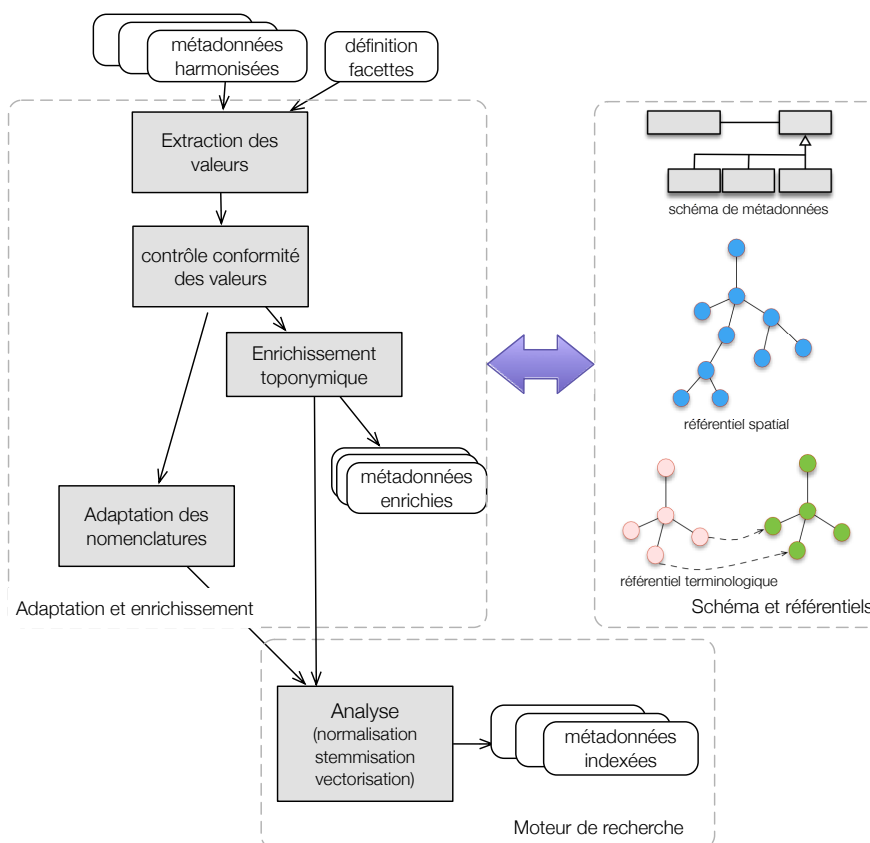 métadonnées
harmonisées
définition
facettes
Extraction des
valeurs
contrôle conformité
des valeurs
Enrichissement
toponymique
métadonnées
enrichies
Adaptation des
nomenclatures
Adaptation et enrichissement
schéma de métadonnées
référentiel spatial
référentiel terminologique
Schéma et référentiels
Analyse
(normalisation
stemmisation
vectorisation)
métadonnées
indexées
Moteur de recherche